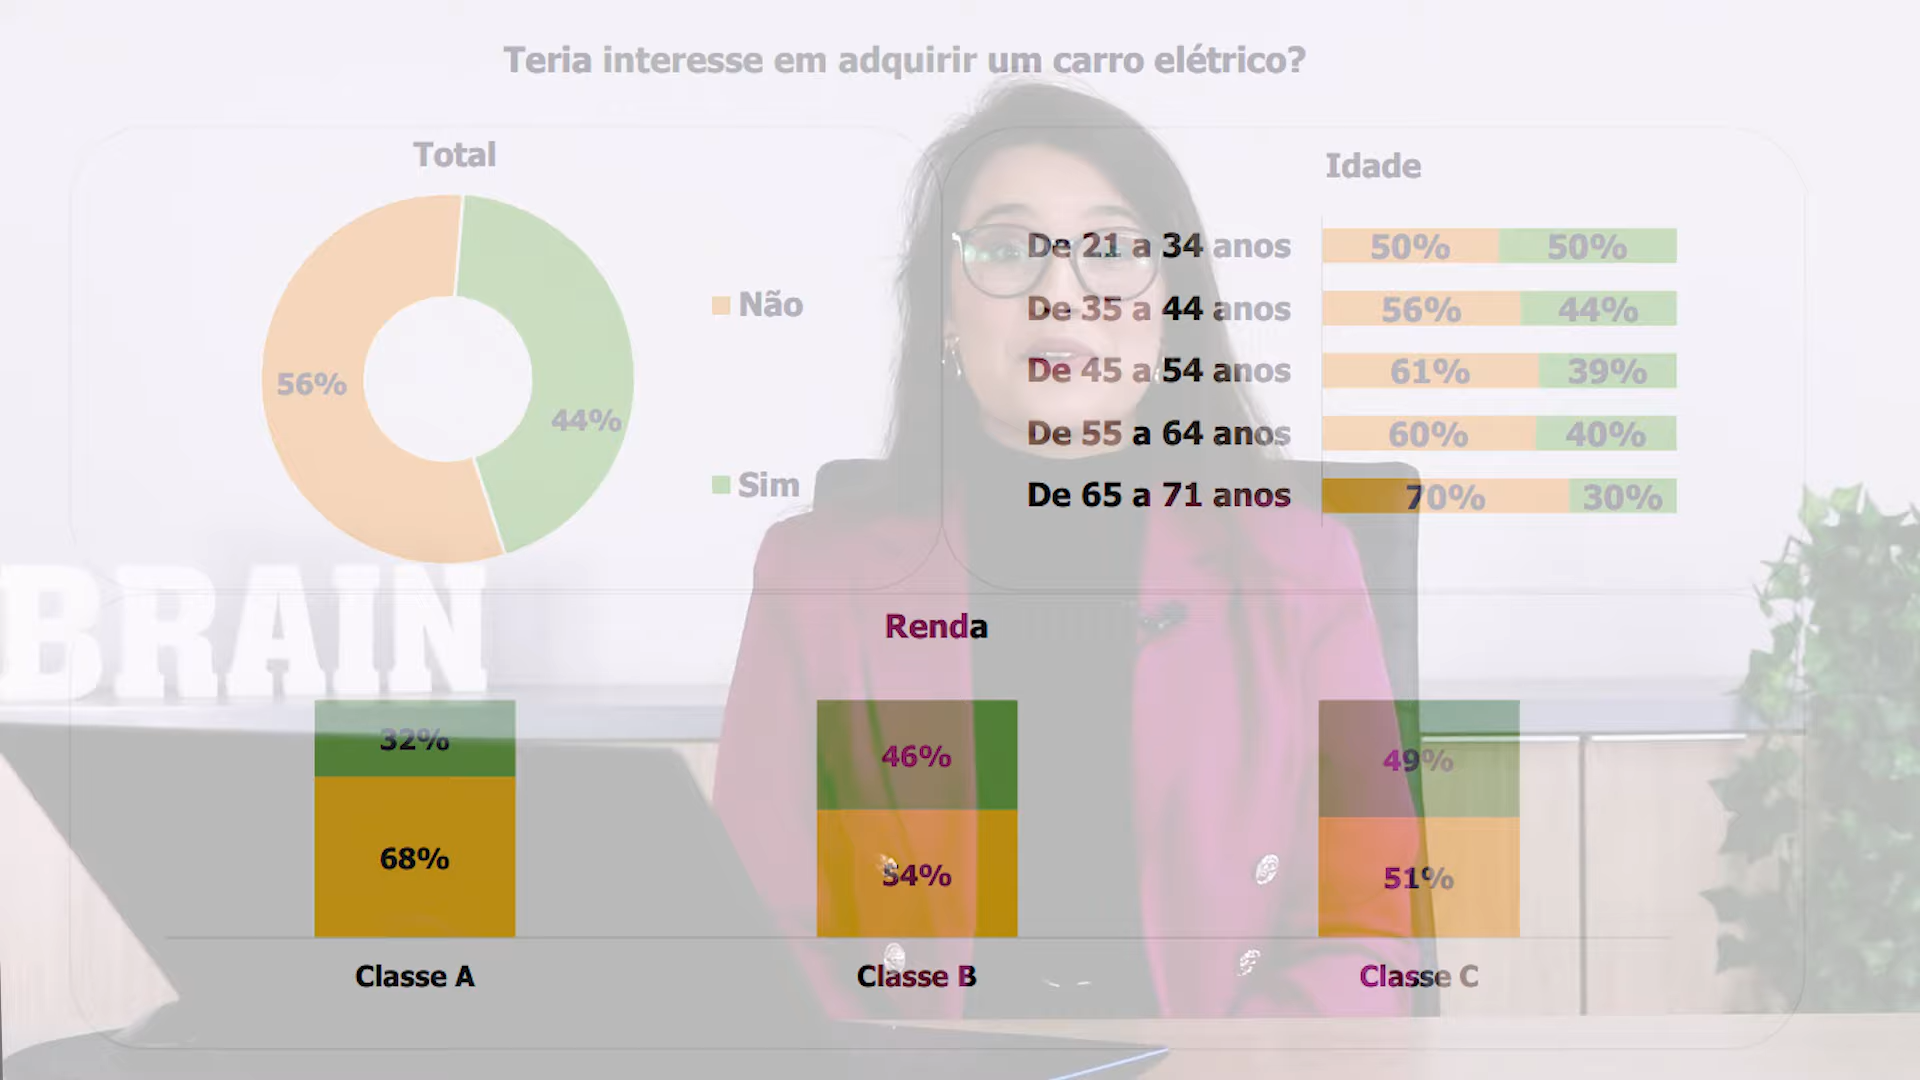 Teria interesse em adquirir um carro elétrico?
Total
56%
44%
Não
Sim
Idade
De 21 a 34 anos 50% 50%
De 35 a 44 anos 56% 44%
De 45 a 54 anos 61% 39%
De 55 a 64 anos 60% 40%
De 65 a 71 anos 70% 30%
BRAIN
Renda
32% 46% 49%
68% 54% 51%
Classe A Classe B Classe C